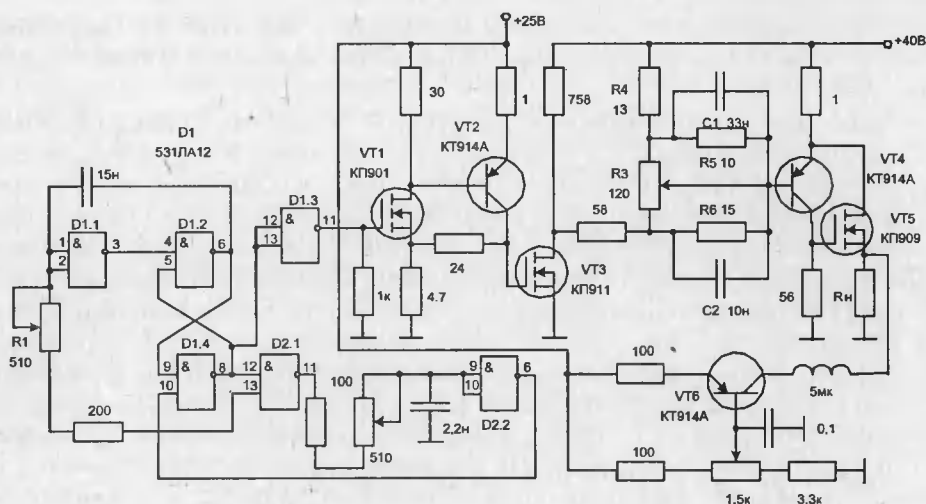 +25В
+40В
30
1
758
R4
13
C1 33н
1
D1
531ЛА12
VT2
КТ914А
VT1
КП901
R5 10
VT4
КТ914А
15н
D1.1
D1.2
D1.3
12
&
11
13
R3
120
R6 15
VT5
КП909
1
&
3
2
4
&
6
5
58
24
VT3
КП911
1к
4.7
C2 10н
56
Rн
R1
510
D1.4
D2.1
9
&
8
10
12
&
11
13
100
9
&
6
10
100
VT6
КТ914А
5мк
200
2,2н
D2.2
0,1
510
100
1,5к
3,3к